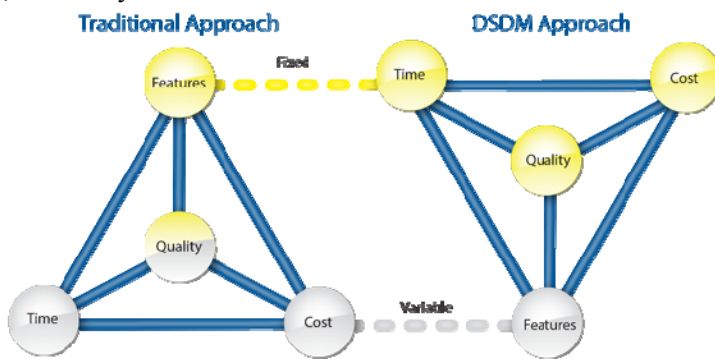 Traditional Approach
DSDM Approach
Fixed
Features
Time
Cost
Quality
Quality
Time
Cost
Variable
Features